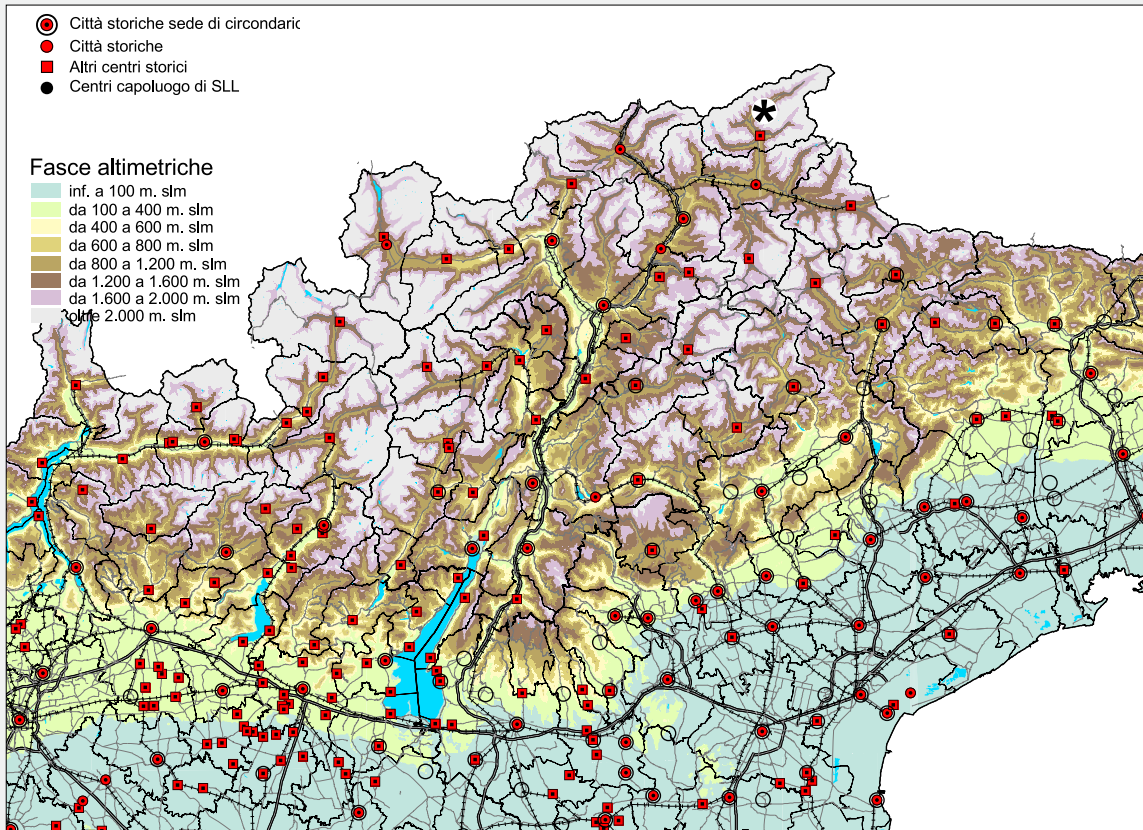 Città storiche sede di circondaric
Città storiche
Altri centri storici
Centri capoluogo di SLL
*
Fasce altimetriche
inf. a 100 m. slm
da 100 a 400 m. slm
da 400 a 600 m. slm
da 600 a 800 m. slm
da 800 a 1.200 m. slm
da 1.200 a 1.600 m. slm
da 1.600 a 2.000 m. slm
oltre 2.000 m. slm